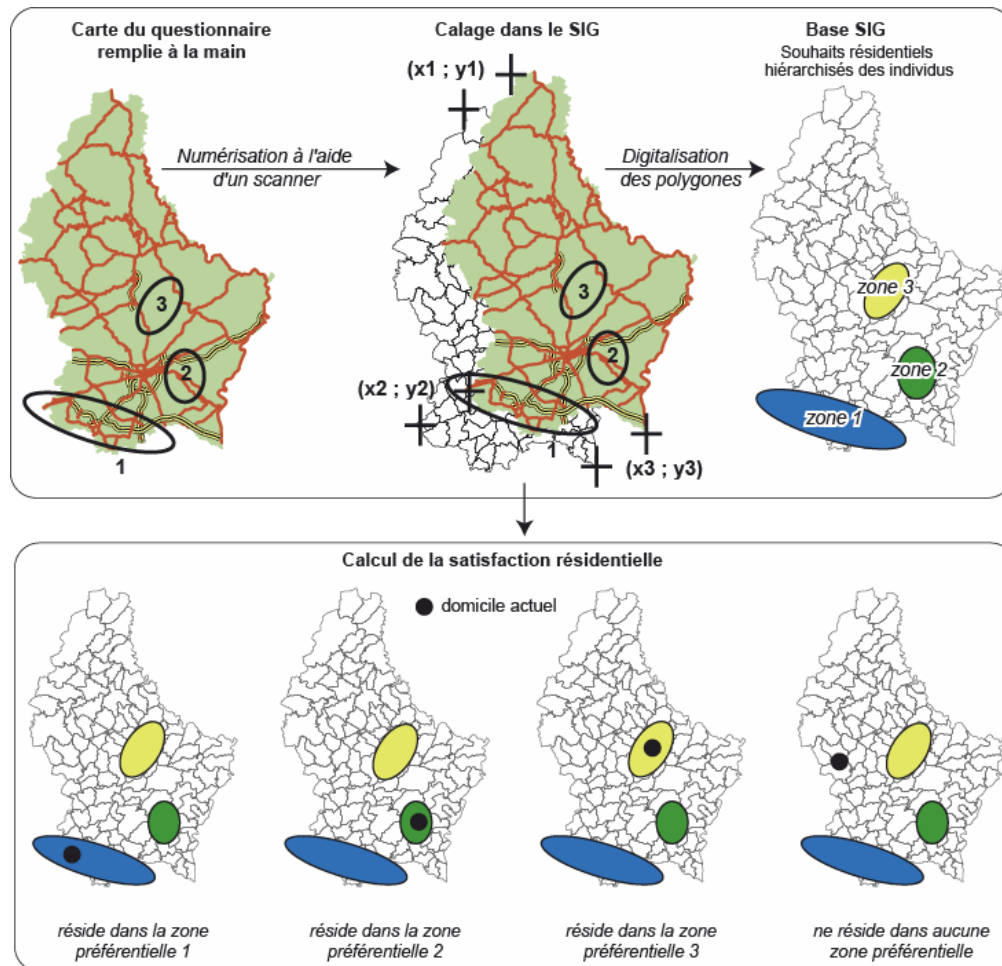 Carte du questionnaire
remplie à la main
Calage dans le SIG
Base SIG
Souhaits résidentiels
hiérarchisés des individus
(x1 ; y1)
Numérisation à l'aide
d'un scanner
Digitalisation
des polygones
3
2
1
3
2
(x2 ; y2)
1
(x3 ; y3)
zone 3
zone 2
zone 1
Calcul de la satisfaction résidentielle
domicile actuel
réside dans la zone
préférentielle 1
réside dans la zone
préférentielle 2
réside dans la zone
préférentielle 3
ne réside dans aucune
zone préférentielle